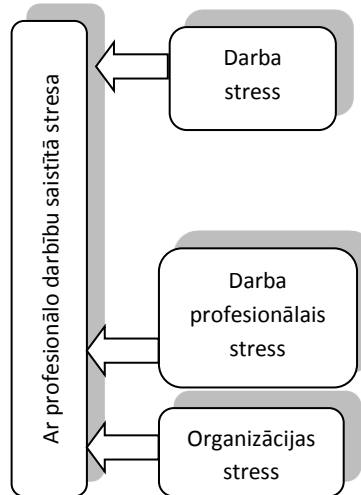 Ar profesionālo darbību saistītā stresa
Darba
stress
Darba
profesionālais
stress
Organizācijas
stress